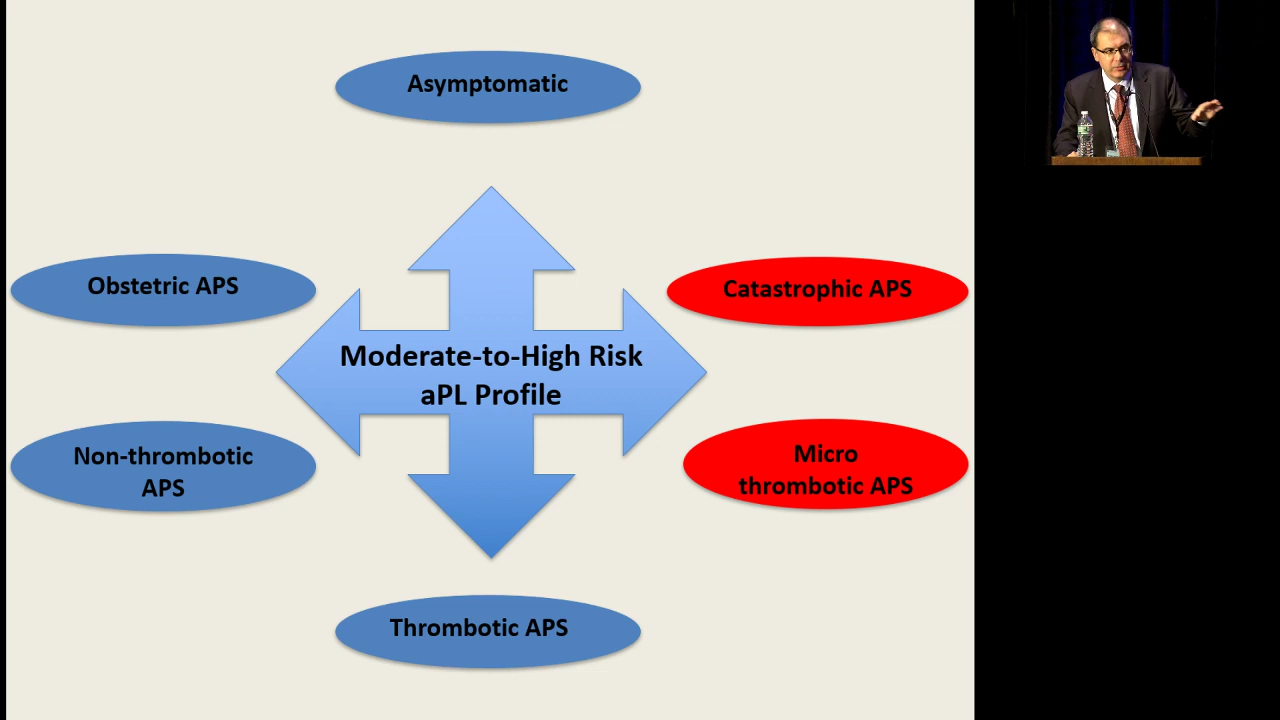 Asymptomatic
Obstetric APS
Catastrophic APS
Moderate-to-High Risk
aPL Profile
Non-thrombotic
APS
Micro
thrombotic APS
Thrombotic APS